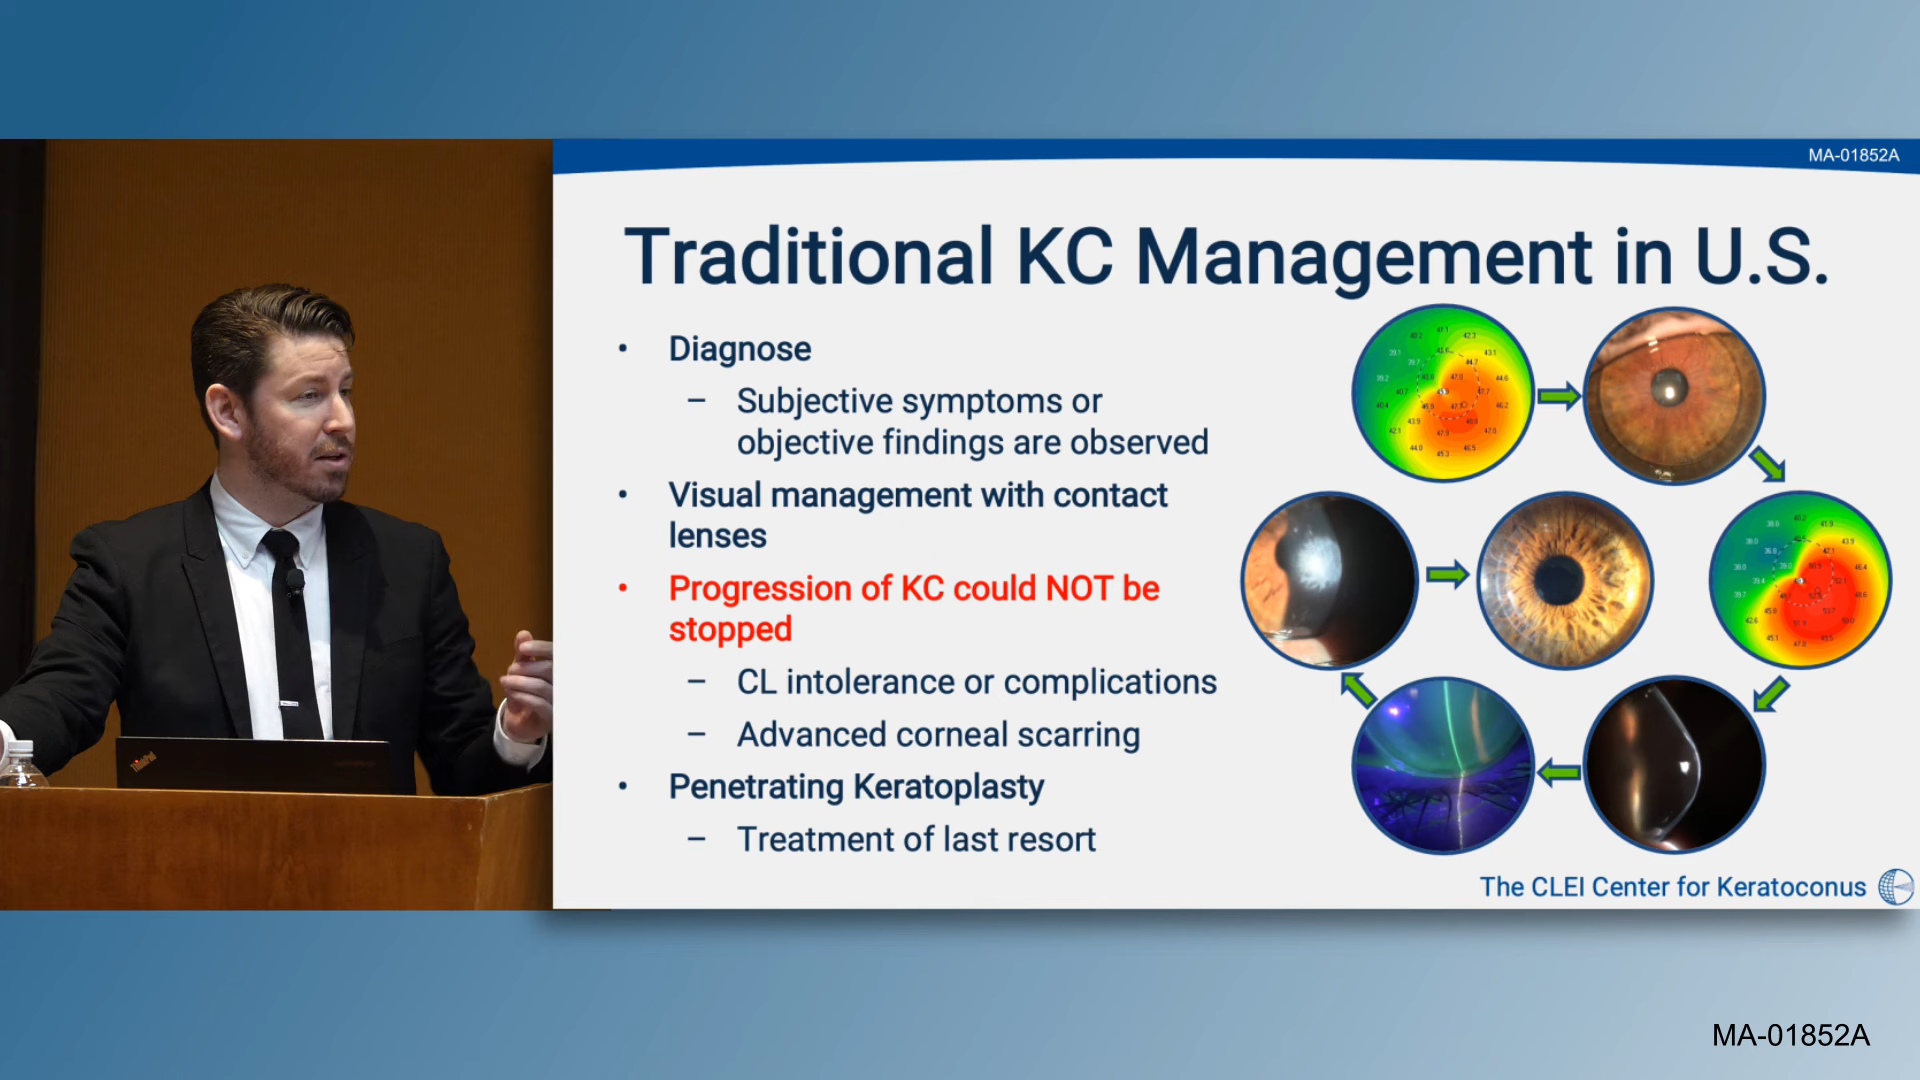 MA-01852A
Traditional KC Management in U.S.
• Diagnose
– Subjective symptoms or
objective findings are observed
• Visual management with contact
lenses
• Progression of KC could NOT be
stopped
– CL intolerance or complications
– Advanced corneal scarring
• Penetrating Keratoplasty
– Treatment of last resort
The CLEI Center for Keratoconus
ThinkPad
MA-01852A